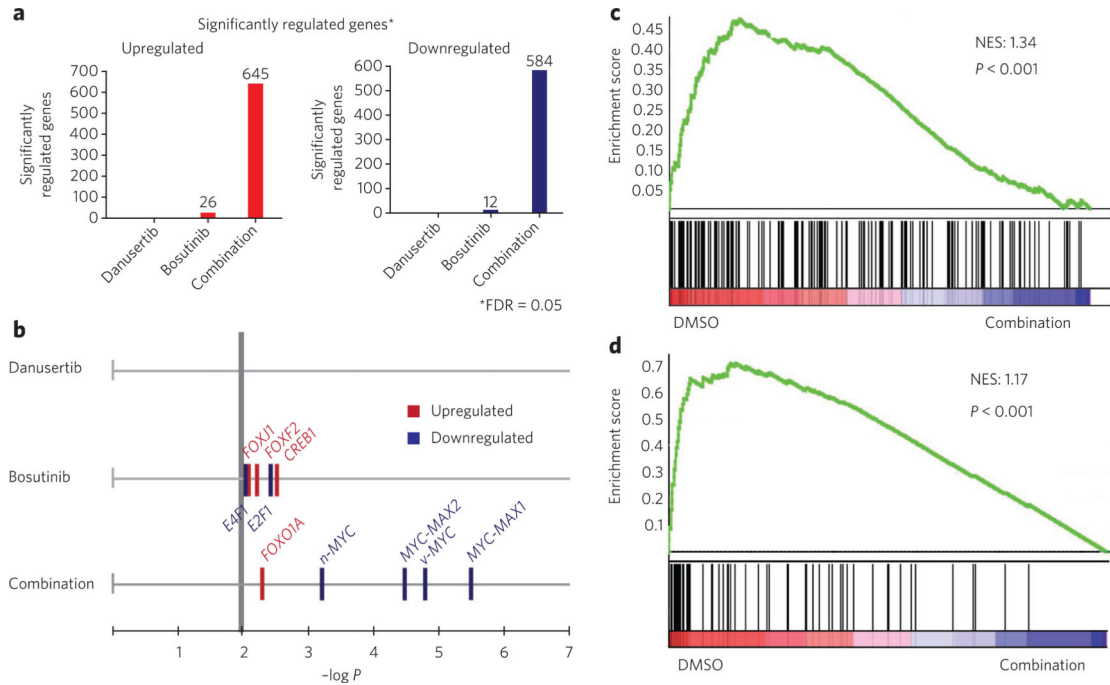 a
Significantly regulated genes*
Upregulated
Significantly
regulated genes
700
600
500
400
300
200
100
0
26
645
Danusertib
Bosutinib
Combination
Downregulated
Significantly
regulated genes
600
500
400
300
200
100
0
12
584
Danusertib
Bosutinib
Combination
*FDR = 0.05
b
Danusertib
Upregulated
Downregulated
FOXJ1
FOXF2
CREB1
Bosutinib
E4F1
E2F1
FOXO1A
n-MYC
MYC-MAX2
v-MYC
MYC-MAX1
Combination
1 2 3 4 5 6 7
–log P
c
Enrichment score
0.45
0.40
0.35
0.30
0.25
0.20
0.15
0.10
0.05
NES: 1.34
P < 0.001
DMSO Combination
d
Enrichment score
0.7
0.6
0.5
0.4
0.3
0.2
0.1
NES: 1.17
P < 0.001
DMSO Combination